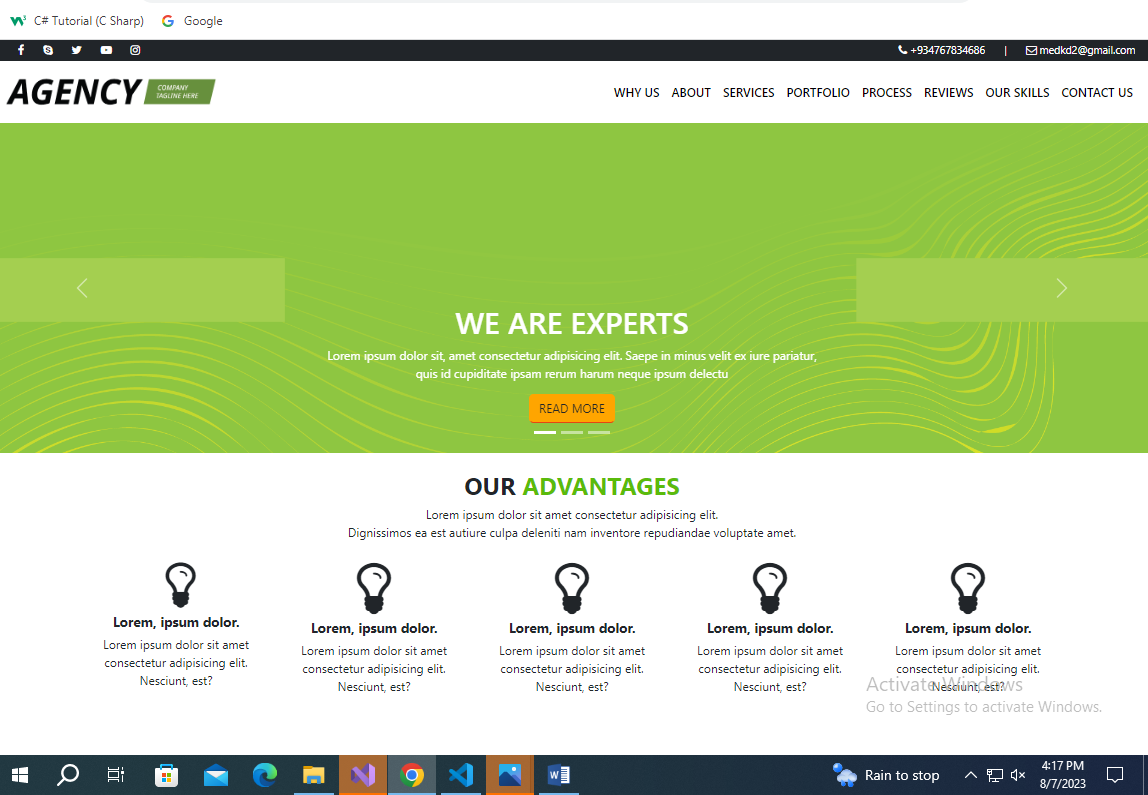 C# Tutorial (C Sharp) Google
+934767834686 | medkd2@gmail.com
AGENCY COMPANY
TAGLINE HERE
WHY US ABOUT SERVICES PORTFOLIO PROCESS REVIEWS OUR SKILLS CONTACT US
WE ARE EXPERTS
Lorem ipsum dolor sit, amet consectetur adipisicing elit. Saepe in minus velit ex iure pariatur,
quis id cupiditate ipsam rerum harum neque ipsum delectu
READ MORE
OUR ADVANTAGES
Lorem ipsum dolor sit amet consectetur adipisicing elit.
Dignissimos ea est autiure culpa deleniti nam inventore repudiandae voluptate amet.
Lorem, ipsum dolor.
Lorem ipsum dolor sit amet
consectetur adipisicing elit.
Nesciunt, est?
Lorem, ipsum dolor.
Lorem ipsum dolor sit amet
consectetur adipisicing elit.
Nesciunt, est?
Lorem, ipsum dolor.
Lorem ipsum dolor sit amet
consectetur adipisicing elit.
Nesciunt, est?
Lorem, ipsum dolor.
Lorem ipsum dolor sit amet
consectetur adipisicing elit.
Nesciunt, est?
Lorem, ipsum dolor.
Lorem ipsum dolor sit amet
consectetur adipisicing elit.
Nesciunt, est?
Activate Windows
Go to Settings to activate Windows.
Rain to stop
4:17 PM
8/7/2023